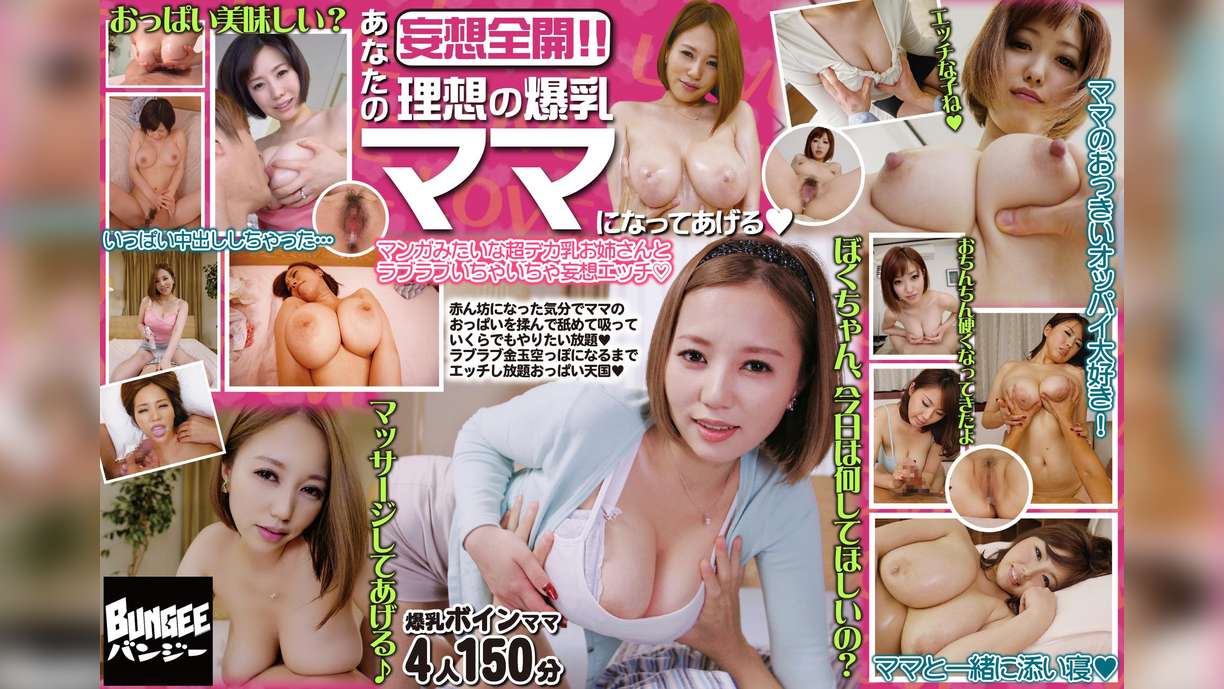 おっぱい美味しい?
あなたの
妄想全開!!
理想の爆乳
ママ
になってあげる♥
エッチな子ね♥
ママのおっきいオッパイ大好き!
いっぱい中出ししちゃった…
マンガみたいな超デカ乳お姉さんと
ラブラブいちゃいちゃ妄想エッチ♡
赤ん坊になった気分でママの
おっぱいを揉んで舐めて吸って
いくらでもやりたい放題♥
ラブラブ金玉空っぽになるまで
エッチし放題おっぱい天国♥
ぼくちゃん、今日は何してほしいの?
おちんちん硬くなってきたよ
マッサージしてあげる♪
BUNGEE
バンジー
爆乳ボインママ
4人150分
ママと一緒に添い寝♥